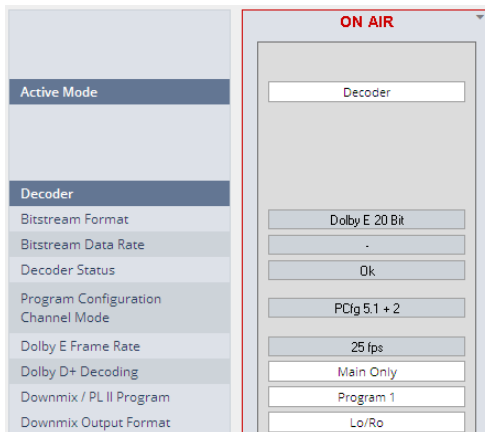 ON AIR
Active Mode
Decoder
Decoder
Bitstream Format
Dolby E 20 Bit
Bitstream Data Rate
-
Decoder Status
Ok
Program Configuration
Channel Mode
PCfg 5.1 + 2
Dolby E Frame Rate
25 fps
Dolby D+ Decoding
Main Only
Downmix / PL II Program
Program 1
Downmix Output Format
Lo/Ro